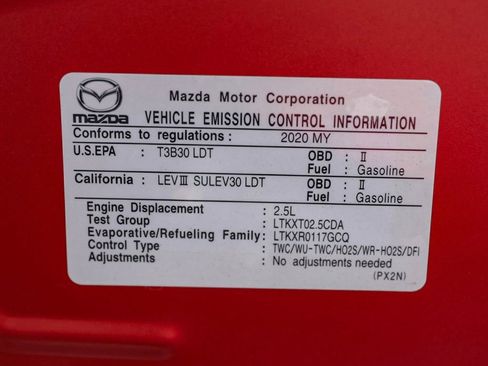 Mazda Motor Corporation
mazda VEHICLE EMISSION CONTROL INFORMATION
Conforms to regulations : 2020 MY
U.S.EPA : T3B30 LDT OBD : II
Fuel : Gasoline
California : LEVIII SULEV30 LDT OBD : II
Fuel : Gasoline
Engine Displacement : 2.5L
Test Group : LTKXT02.5CDA
Evaporative/Refueling Family: LTKXR0117GCQ
Control Type : TWC/WU-TWC/HO2S/WR-HO2S/DFI
Adjustments : No adjustments needed
(PX2N)